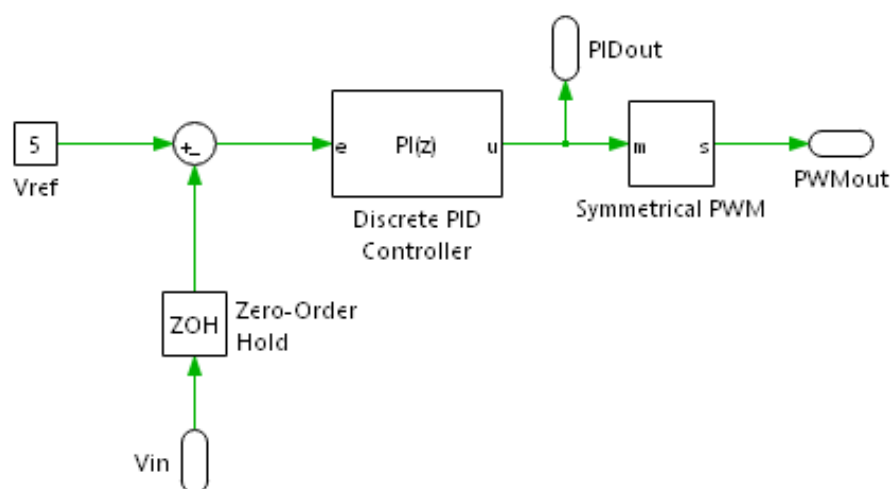 PIDout
5
+-
e
PI(z)
u
m
s
Vref
Discrete PID
Controller
Symmetrical PWM
PWMout
ZOH
Zero-Order
Hold
Vin